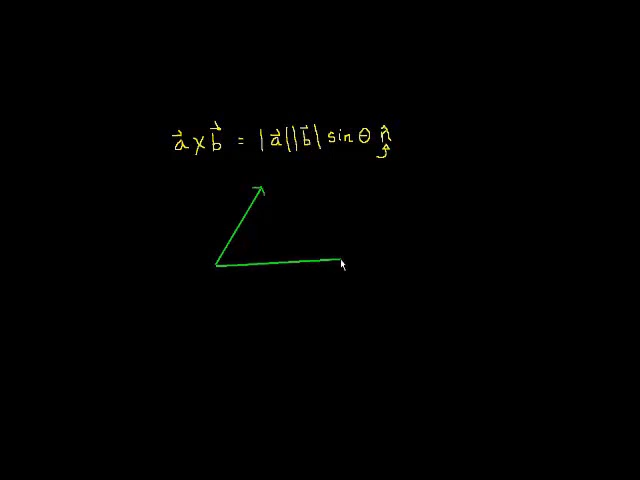 a⃗ × b⃗ = |a⃗||b⃗| sin θ n̂